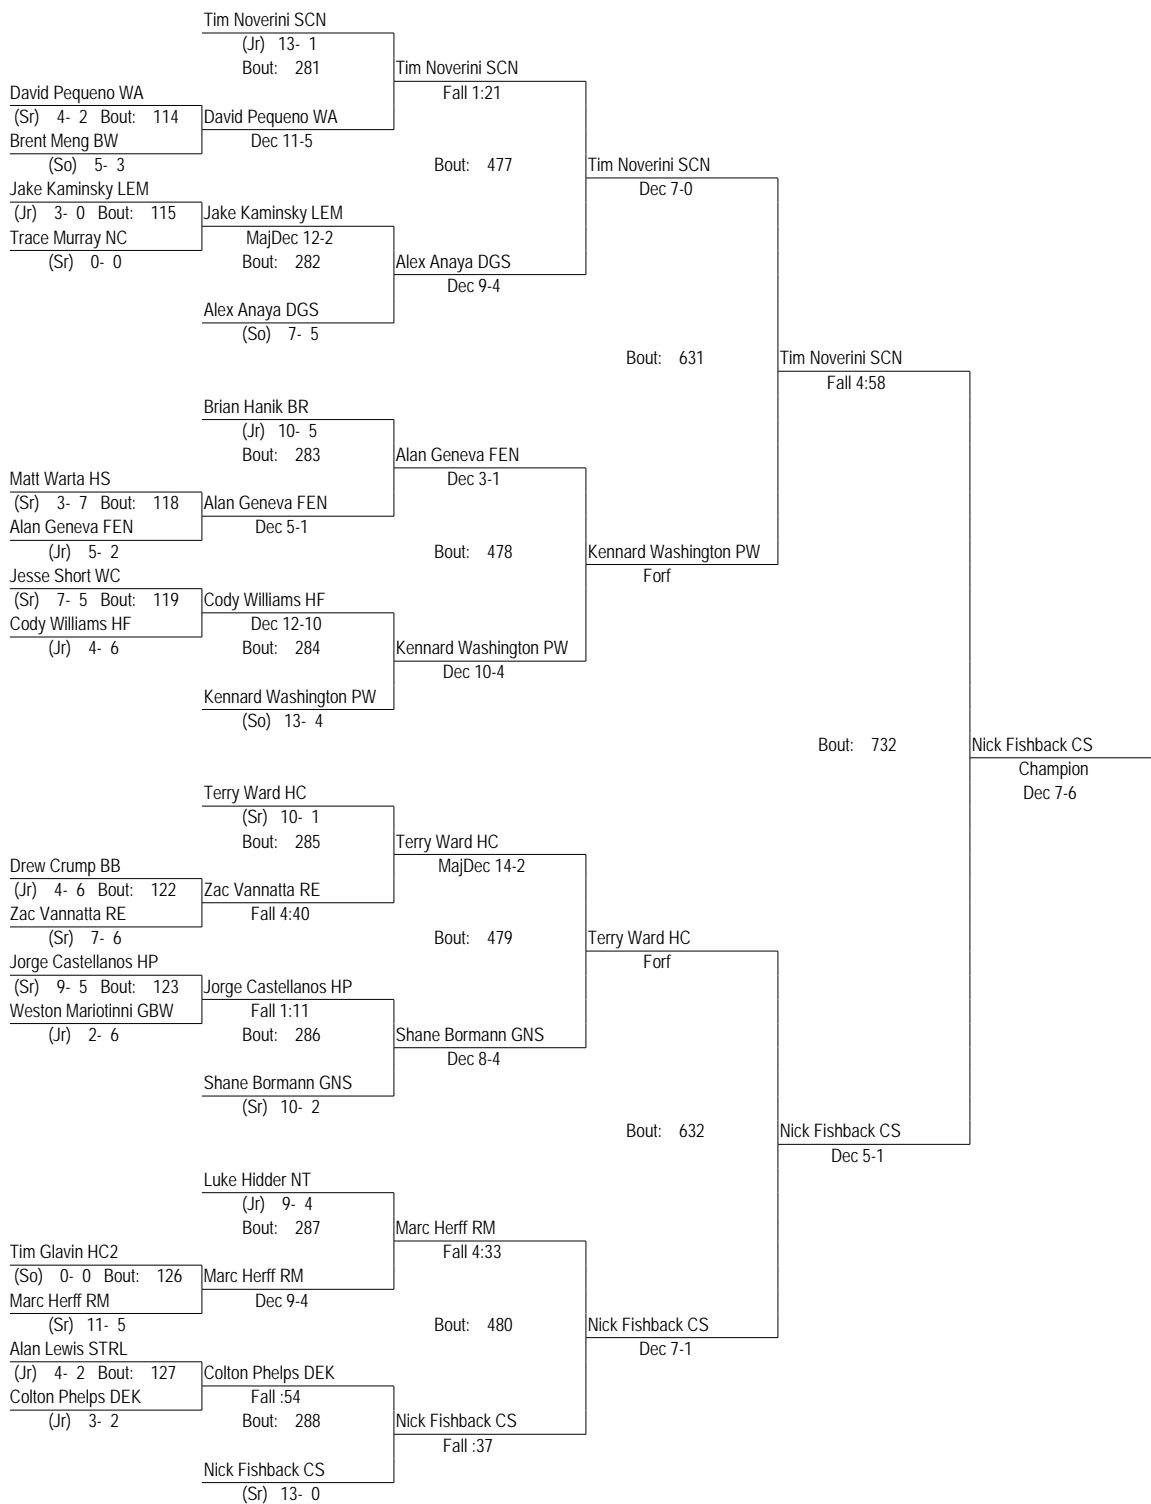 Tim Noverini SCN
(Jr) 13- 1
Bout: 281
Tim Noverini SCN
Fall 1:21
David Pequeno WA
(Sr) 4- 2 Bout: 114
David Pequeno WA
Brent Meng BW
Dec 11-5
(So) 5- 3
Bout: 477
Tim Noverini SCN
Dec 7-0
Jake Kaminsky LEM
(Jr) 3- 0 Bout: 115
Jake Kaminsky LEM
Trace Murray NC
MajDec 12-2
(Sr) 0- 0
Bout: 282
Alex Anaya DGS
Dec 9-4
Alex Anaya DGS
(So) 7- 5
Bout: 631
Tim Noverini SCN
Fall 4:58
Brian Hanik BR
(Jr) 10- 5
Bout: 283
Alan Geneva FEN
Dec 3-1
Matt Warta HS
(Sr) 3- 7 Bout: 118
Alan Geneva FEN
Alan Geneva FEN
Dec 5-1
(Jr) 5- 2
Bout: 478
Kennard Washington PW
Forf
Jesse Short WC
(Sr) 7- 5 Bout: 119
Cody Williams HF
Cody Williams HF
Dec 12-10
(Jr) 4- 6
Bout: 284
Kennard Washington PW
Dec 10-4
Kennard Washington PW
(So) 13- 4
Bout: 732
Nick Fishback CS
Champion
Dec 7-6
Terry Ward HC
(Sr) 10- 1
Bout: 285
Terry Ward HC
MajDec 14-2
Drew Crump BB
(Jr) 4- 6 Bout: 122
Zac Vannatta RE
Zac Vannatta RE
Fall 4:40
(Sr) 7- 6
Bout: 479
Terry Ward HC
Forf
Jorge Castellanos HP
(Sr) 9- 5 Bout: 123
Jorge Castellanos HP
Weston Mariotinni GBW
Fall 1:11
(Jr) 2- 6
Bout: 286
Shane Bormann GNS
Dec 8-4
Shane Bormann GNS
(Sr) 10- 2
Bout: 632
Nick Fishback CS
Dec 5-1
Luke Hidder NT
(Jr) 9- 4
Bout: 287
Marc Herff RM
Fall 4:33
Tim Glavin HC2
(So) 0- 0 Bout: 126
Marc Herff RM
Marc Herff RM
Dec 9-4
(Sr) 11- 5
Bout: 480
Nick Fishback CS
Dec 7-1
Alan Lewis STRL
(Jr) 4- 2 Bout: 127
Colton Phelps DEK
Colton Phelps DEK
Fall :54
(Jr) 3- 2
Bout: 288
Nick Fishback CS
Fall :37
Nick Fishback CS
(Sr) 13- 0